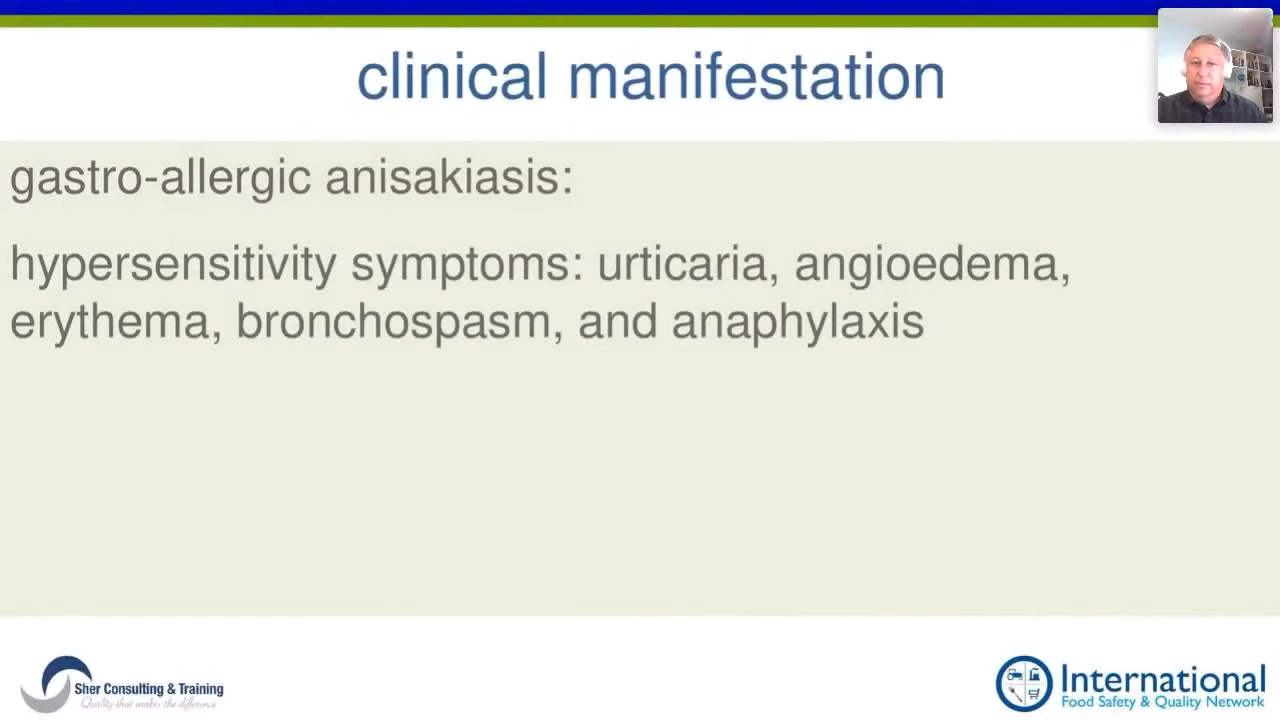 clinical manifestation
gastro-allergic anisakiasis:
hypersensitivity symptoms: urticaria, angioedema,
erythema, bronchospasm, and anaphylaxis
Sher Consulting & Training
Quality that makes the difference
International
Food Safety & Quality Network